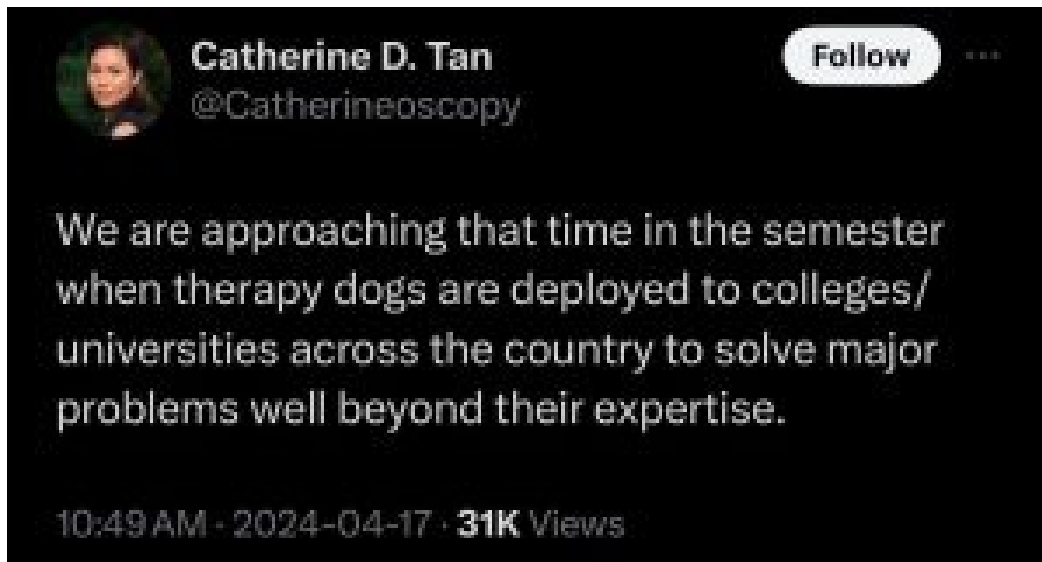 Catherine D. Tan
Follow
@Catherineoscopy
We are approaching that time in the semester
when therapy dogs are deployed to colleges/
universities across the country to solve major
problems well beyond their expertise.
10:49 AM · 2024-04-17 · 31K Views